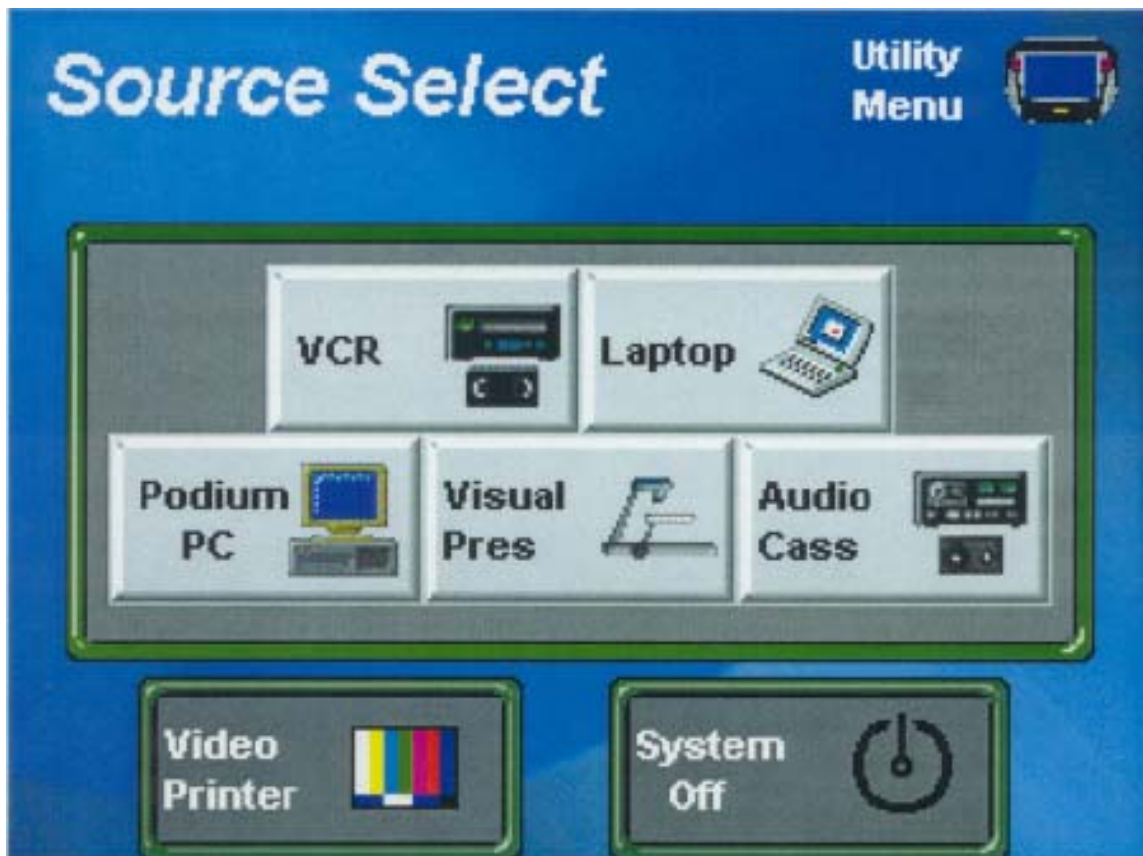 Source Select
Utility
Menu
VCR
Laptop
Podium
PC
Visual
Pres
Audio
Cass
Video
Printer
System
Off